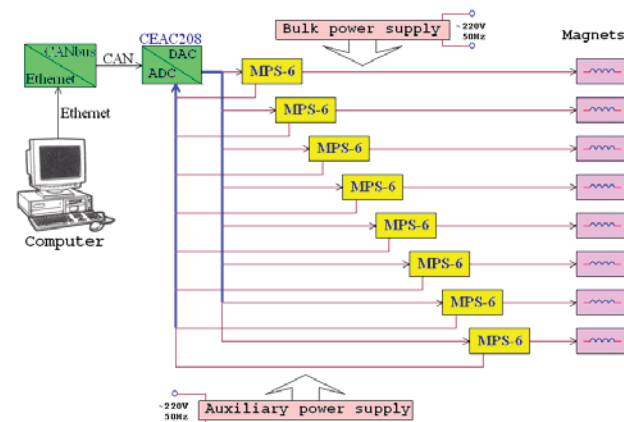 CEAC208
Bulk power supply
~220V
50Hz
Magnets
CANbus
Ethernet
CAN
DAC
ADC
MPS-6
MPS-6
Ethernet
MPS-6
MPS-6
Computer
MPS-6
MPS-6
MPS-6
MPS-6
~220V
50Hz
Auxiliary power supply